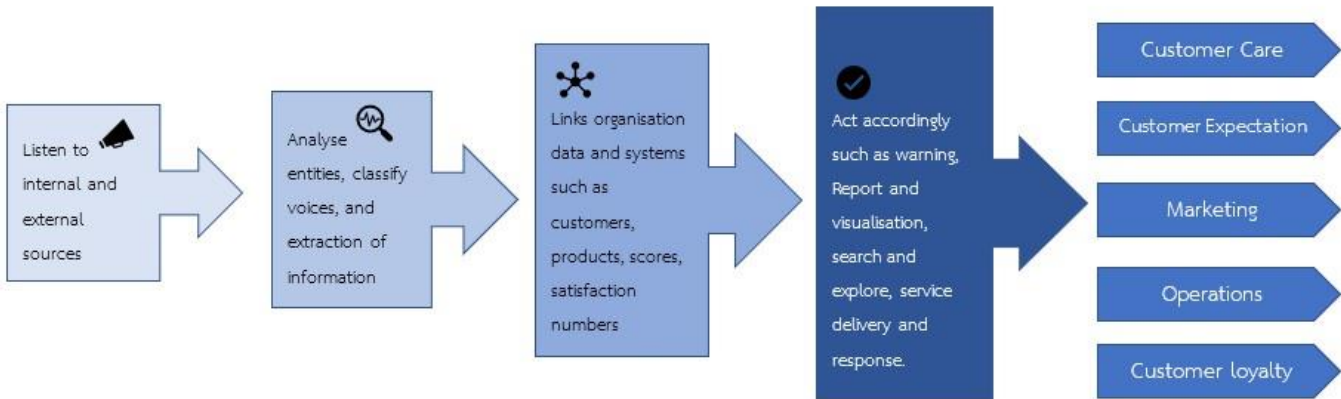 Listen to
internal and
external
sources
Analyse
entities, classify
voices, and
extraction of
information
Links organisation
data and systems
such as
customers,
products, scores,
satisfaction
numbers
Act accordingly
such as warning,
Report and
visualisation,
search and
explore, service
delivery and
response.
Customer Care
Customer Expectation
Marketing
Operations
Customer loyalty